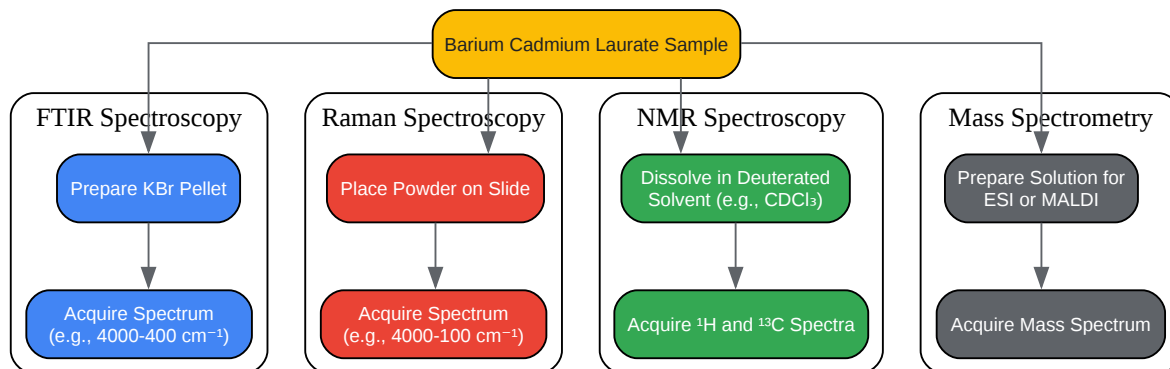 Barium Cadmium Laurate Sample
FTIR Spectroscopy
Prepare KBr Pellet
Acquire Spectrum
(e.g., 4000-400 cm⁻¹)
Raman Spectroscopy
Place Powder on Slide
Acquire Spectrum
(e.g., 4000-100 cm⁻¹)
NMR Spectroscopy
Dissolve in Deuterated
Solvent (e.g., CDCl₃)
Acquire ¹H and ¹³C Spectra
Mass Spectrometry
Prepare Solution for
ESI or MALDI
Acquire Mass Spectrum